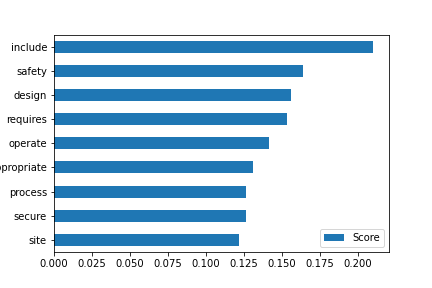 include
safety
design
requires
operate
propriate
process
secure
site
Score
0.000 0.025 0.050 0.075 0.100 0.125 0.150 0.175 0.200